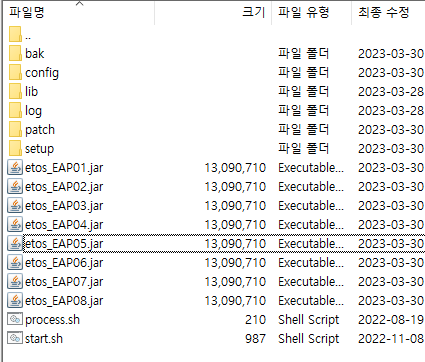 파일명 크기 파일 유형 최종 수정
..
bak 파일 폴더 2023-03-30
config 파일 폴더 2023-03-30
lib 파일 폴더 2023-03-28
log 파일 폴더 2023-03-28
patch 파일 폴더 2023-03-30
setup 파일 폴더 2023-03-30
etos_EAP01.jar 13,090,710 Executable... 2023-03-30
etos_EAP02.jar 13,090,710 Executable... 2023-03-30
etos_EAP03.jar 13,090,710 Executable... 2023-03-30
etos_EAP04.jar 13,090,710 Executable... 2023-03-30
etos_EAP05.jar 13,090,710 Executable... 2023-03-30
etos_EAP06.jar 13,090,710 Executable... 2023-03-30
etos_EAP07.jar 13,090,710 Executable... 2023-03-30
etos_EAP08.jar 13,090,710 Executable... 2023-03-30
process.sh 210 Shell Script 2022-08-19
start.sh 987 Shell Script 2022-11-08